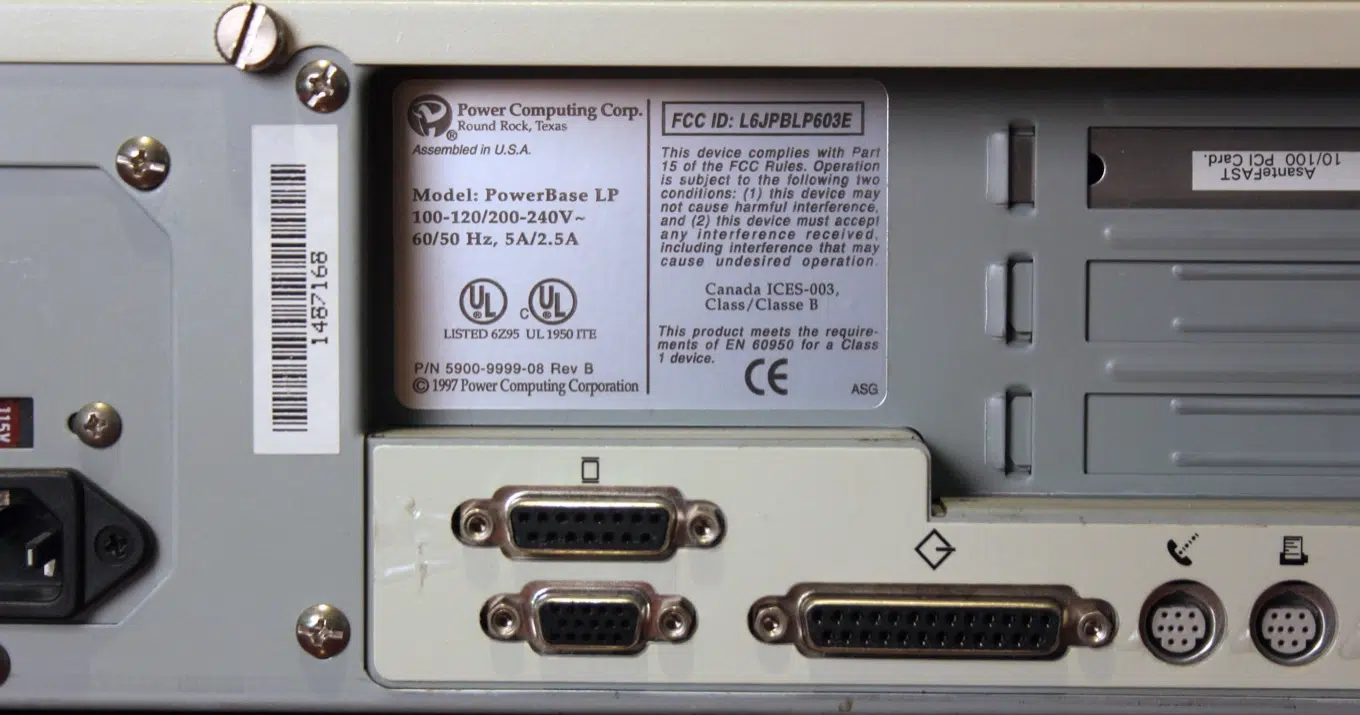 Power Computing Corp.
Round Rock, Texas
®
Assembled in U.S.A.
Model: PowerBase LP
100-120/200-240V~
60/50 Hz, 5A/2.5A
UL ® C UL ®
LISTED 6Z95 UL 1950 ITE
P/N 5900-9999-08 Rev B
© 1997 Power Computing Corporation
FCC ID: L6JPBLP603E
This device complies with Part
15 of the FCC Rules. Operation
is subject to the following two
conditions: (1) this device may
not cause harmful interference,
and (2) this device must accept
any interference received,
including interference that may
cause undesired operation.
Canada ICES-003,
Class/Classe B
This product meets the require-
ments of EN 60950 for a Class
1 device.
CE
ASG
1487168
115V
AsanteFAST
10/100 PCI Card.